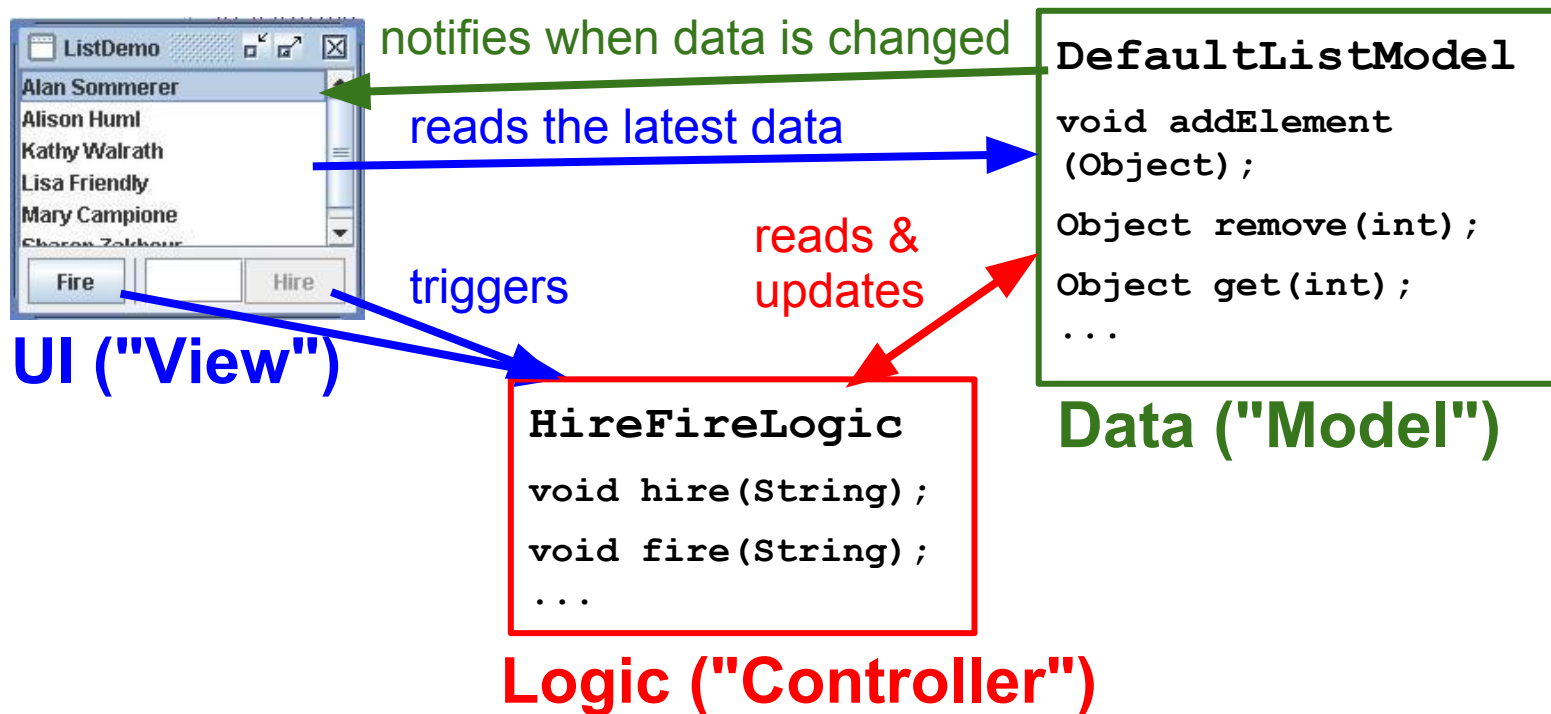 ListDemo
Alan Sommerer
Alison Huml
Kathy Walrath
Lisa Friendly
Mary Campione
Fire
Hire
UI ("View")
notifies when data is changed
reads the latest data
triggers
reads &
updates
DefaultListModel
void addElement
(Object);
Object remove(int);
Object get(int);
...
Data ("Model")
HireFireLogic
void hire(String);
void fire(String);
...
Logic ("Controller")